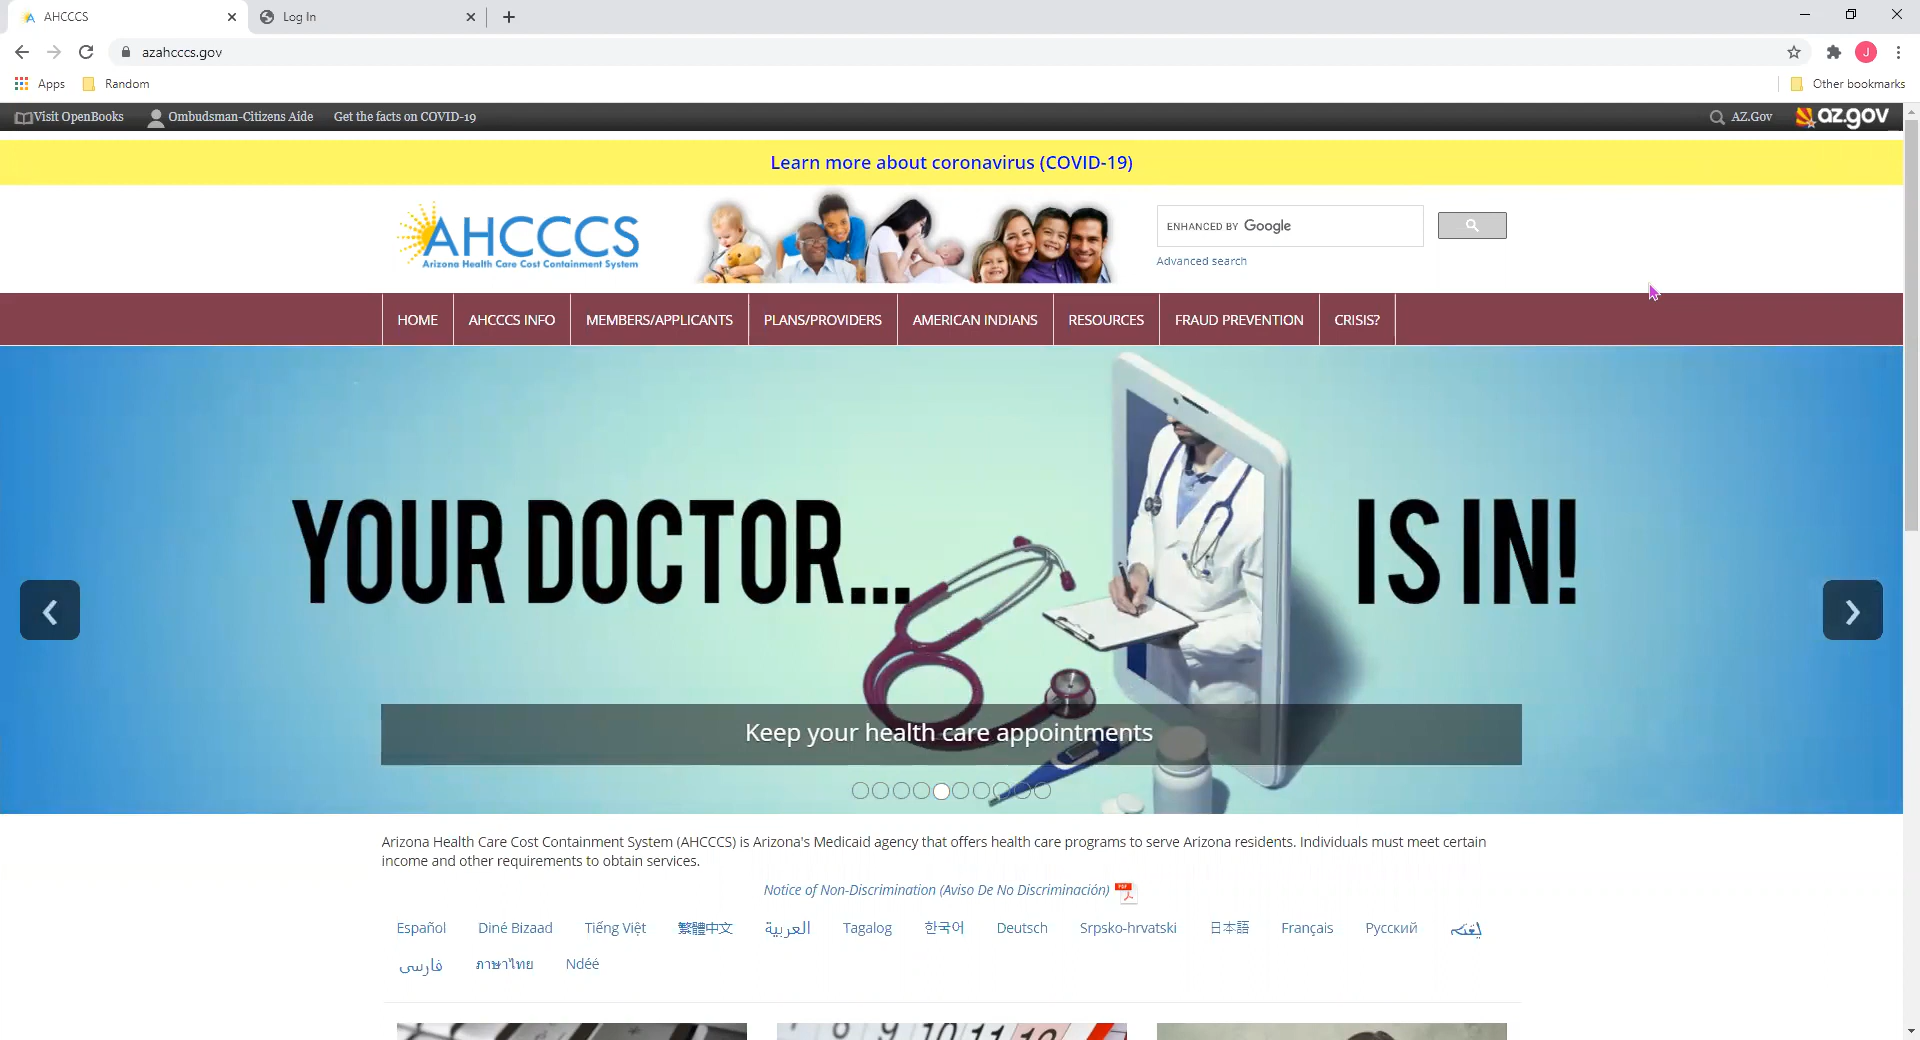 AHCCCS
Log In
azahcccs.gov
J
Apps
Random
Other bookmarks
Visit OpenBooks
Ombudsman-Citizens Aide
Get the facts on COVID-19
AZ.Gov
az.gov
Learn more about coronavirus (COVID-19)
AHCCCS
Arizona Health Care Cost Containment System
ENHANCED BY Google
Advanced search
HOME
AHCCCS INFO
MEMBERS/APPLICANTS
PLANS/PROVIDERS
AMERICAN INDIANS
RESOURCES
FRAUD PREVENTION
CRISIS?
YOUR DOCTOR...
IS IN!
Keep your health care appointments
Arizona Health Care Cost Containment System (AHCCCS) is Arizona's Medicaid agency that offers health care programs to serve Arizona residents. Individuals must meet certain
income and other requirements to obtain services.
Notice of Non-Discrimination (Aviso De No Discriminación)
PDF
Español
Diné Bizaad
Tiếng Việt
繁體中文
العربية
Tagalog
한국어
Deutsch
Srpsko-hrvatski
日本語
Français
Русский
فارسی
ภาษาไทย
Ndéé
9 10 11